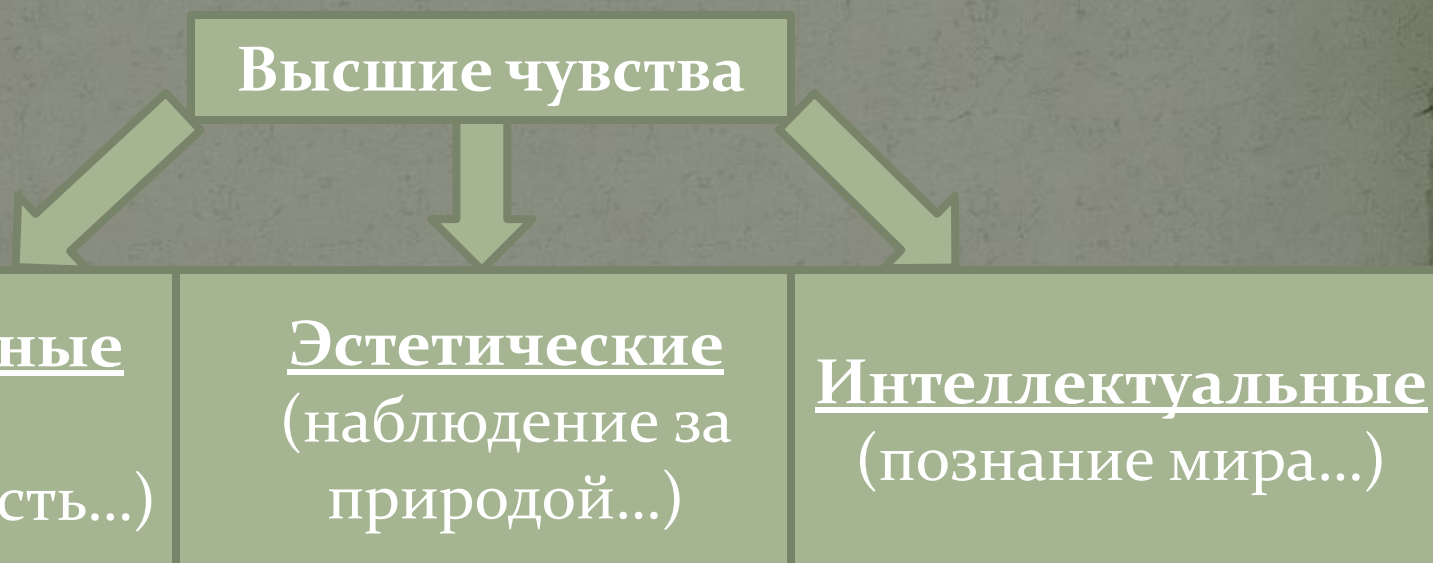 Высшие чувства
ные
сть...)
Эстетические
(наблюдение за
природой...)
Интеллектуальные
(познание мира...)